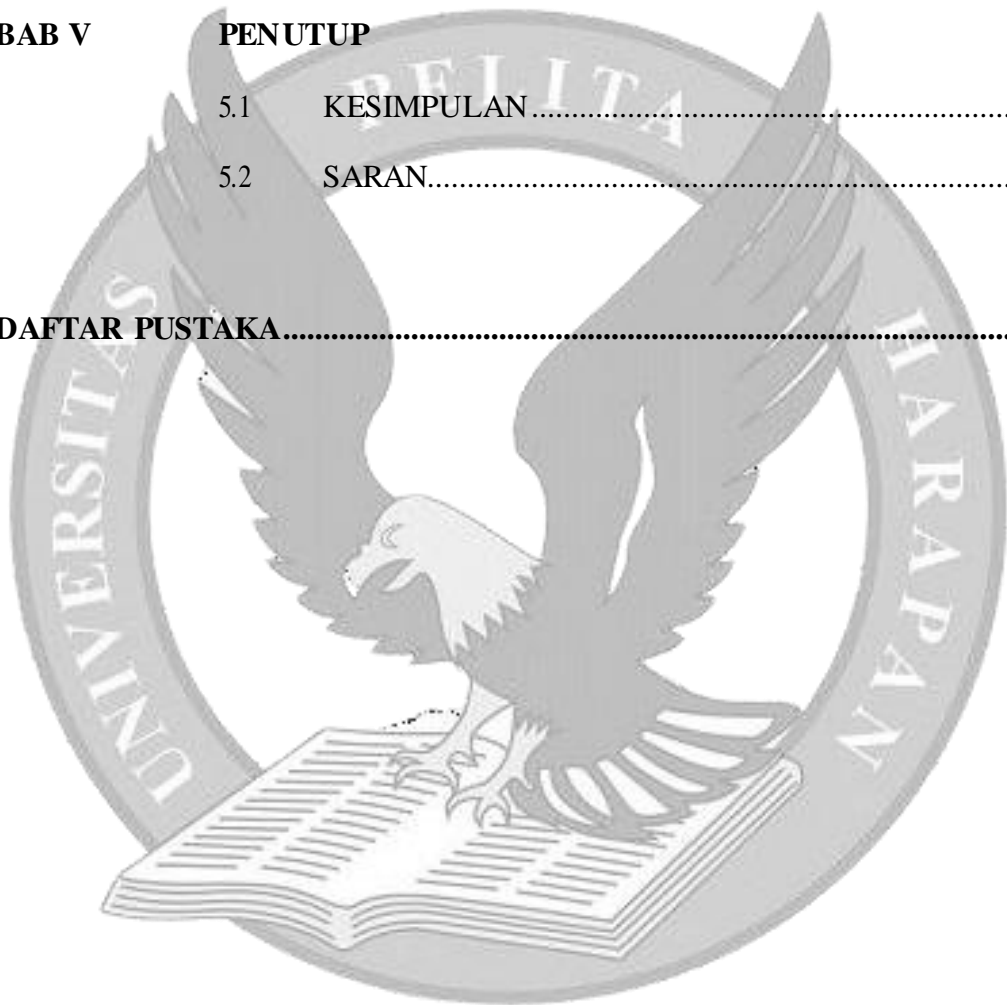 BAB V PENUTUP
5.1 KESIMPULAN........................................................
5.2 SARAN........................................................
DAFTAR PUSTAKA........................................................
UNIVERSITAS PELITA HARAPAN